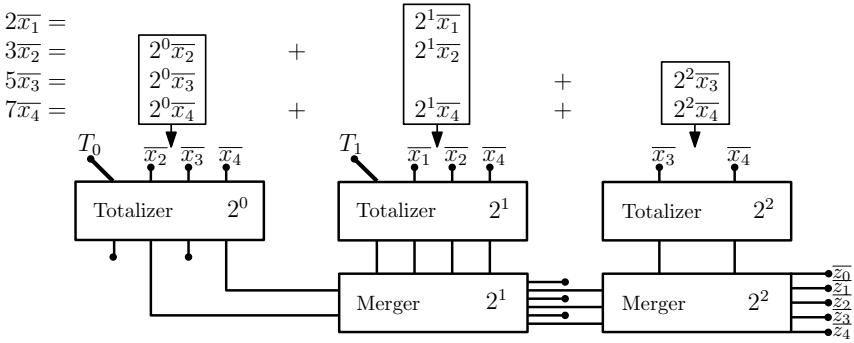 2x̅₁ = 2¹x̅₁
3x̅₂ = 2⁰x̅₂ + 2¹x̅₂
5x̅₃ = 2⁰x̅₃ + 2²x̅₃
7x̅₄ = 2⁰x̅₄ + 2¹x̅₄ + 2²x̅₄
T₀ x̅₂ x̅₃ x̅₄ T₁ x̅₁ x̅₂ x̅₄ x̅₃ x̅₄
Totalizer 2⁰ Totalizer 2¹ Totalizer 2²
Merger 2¹ Merger 2²
z̅₀
z̅₁
z̅₂
z̅₃
z̅₄